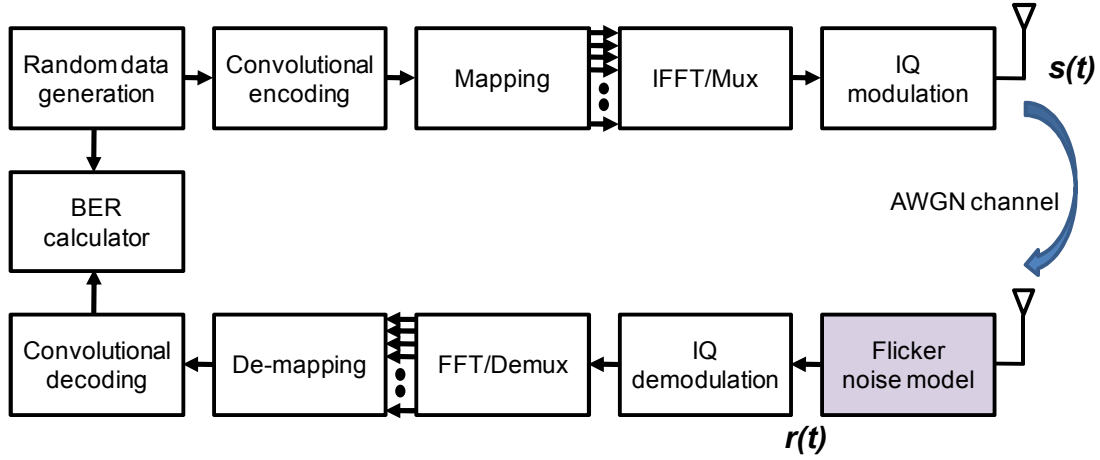 Random data
generation
Convolutional
encoding
Mapping
IFFT/Mux
IQ
modulation
s(t)
AWGN channel
BER
calculator
Convolutional
decoding
De-mapping
FFT/Demux
IQ
demodulation
Flicker
noise model
r(t)